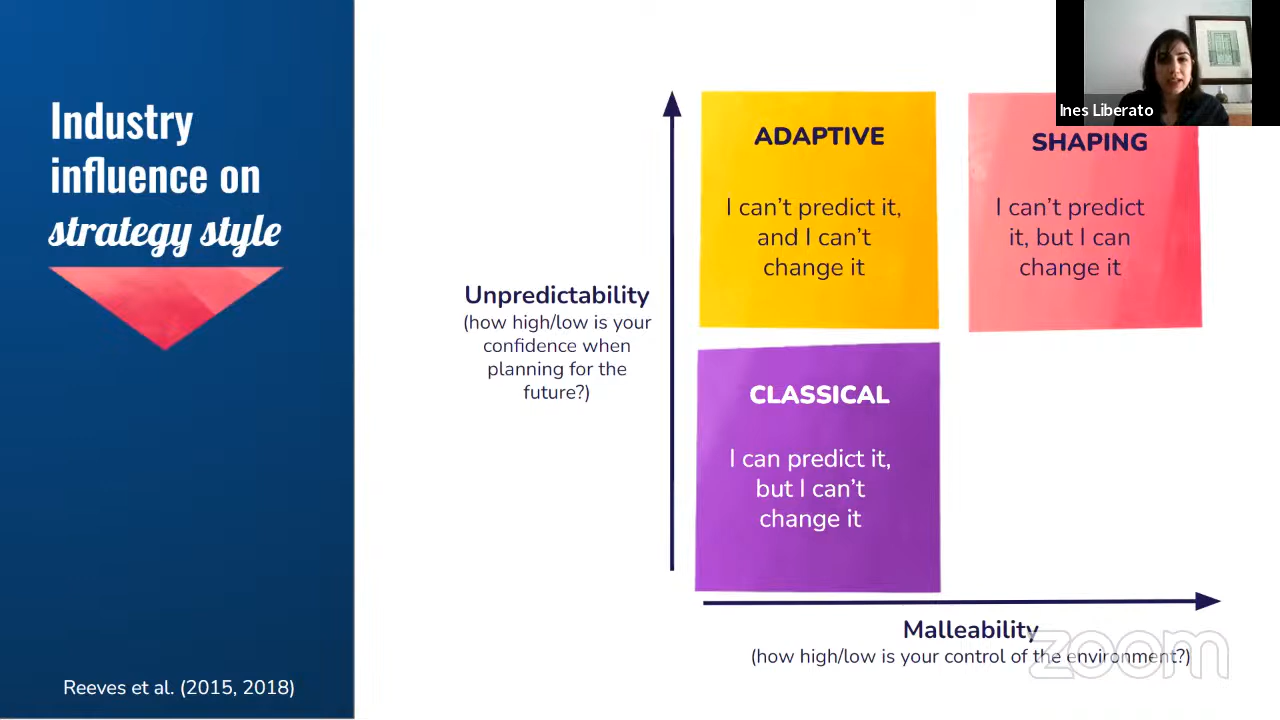 Industry
influence on
strategy style
Reeves et al. (2015, 2018)
Unpredictability
(how high/low is your
confidence when
planning for the
future?)
ADAPTIVE
I can't predict it,
and I can't
change it
SHAPING
I can't predict
it, but I can
change it
CLASSICAL
I can predict it,
but I can't
change it
Malleability
(how high/low is your control of the environment?)
Ines Liberato
zoom